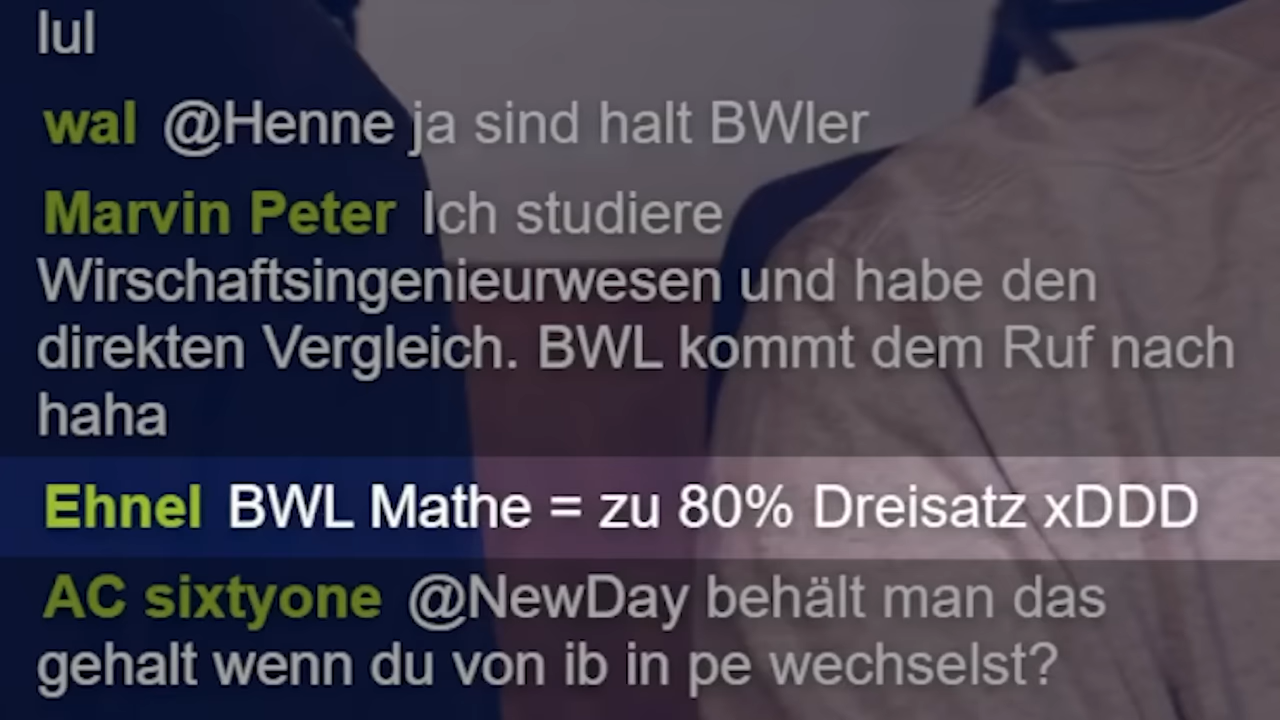 lul
wal @Henne ja sind halt BWler
Marvin Peter Ich studiere
Wirschaftsingenieurwesen und habe den
direkten Vergleich. BWL kommt dem Ruf nach
haha
Ehnel BWL Mathe = zu 80% Dreisatz xDDD
AC sixtyone @NewDay behält man das
gehalt wenn du von ib in pe wechselst?